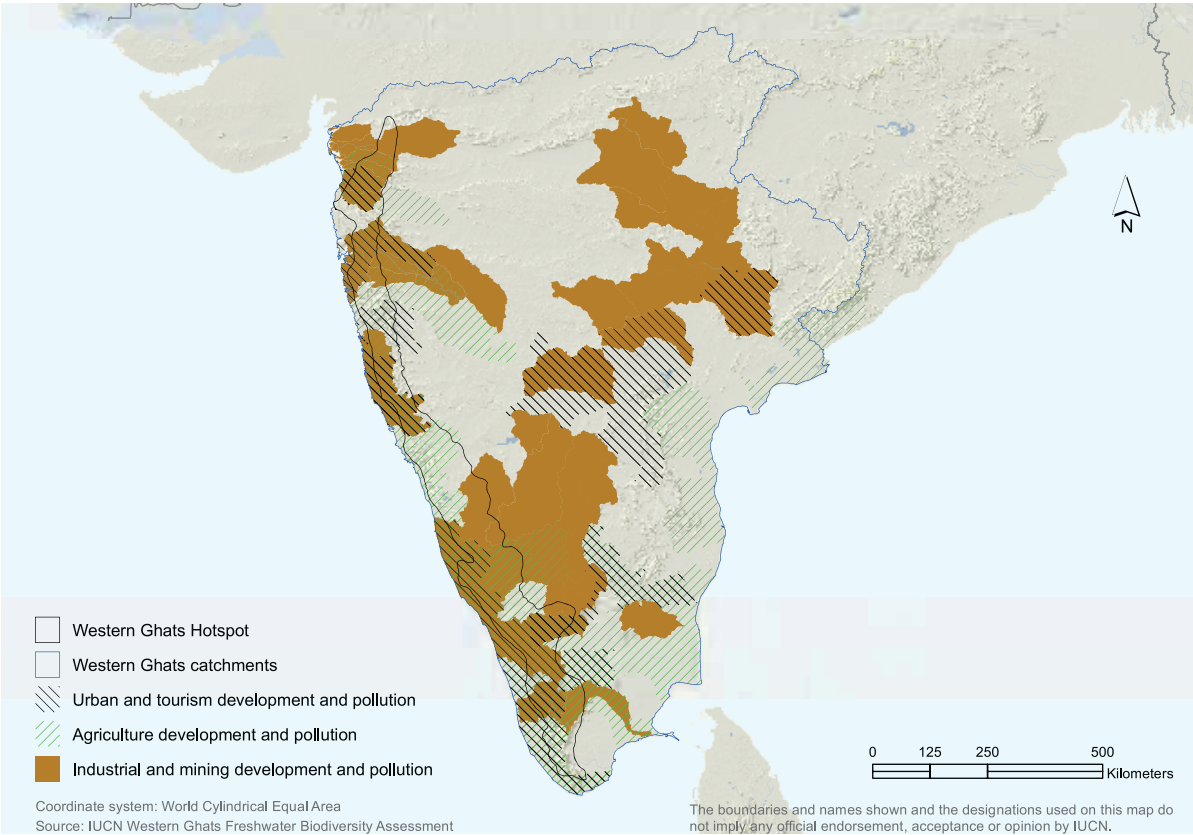 N
Western Ghats Hotspot
Western Ghats catchments
Urban and tourism development and pollution
Agriculture development and pollution
Industrial and mining development and pollution
0 125 250 500
Kilometers
Coordinate system: World Cylindrical Equal Area
Source: IUCN Western Ghats Freshwater Biodiversity Assessment
The boundaries and names shown and the designations used on this map do
not imply any official endorsement, acceptance or opinion by IUCN.